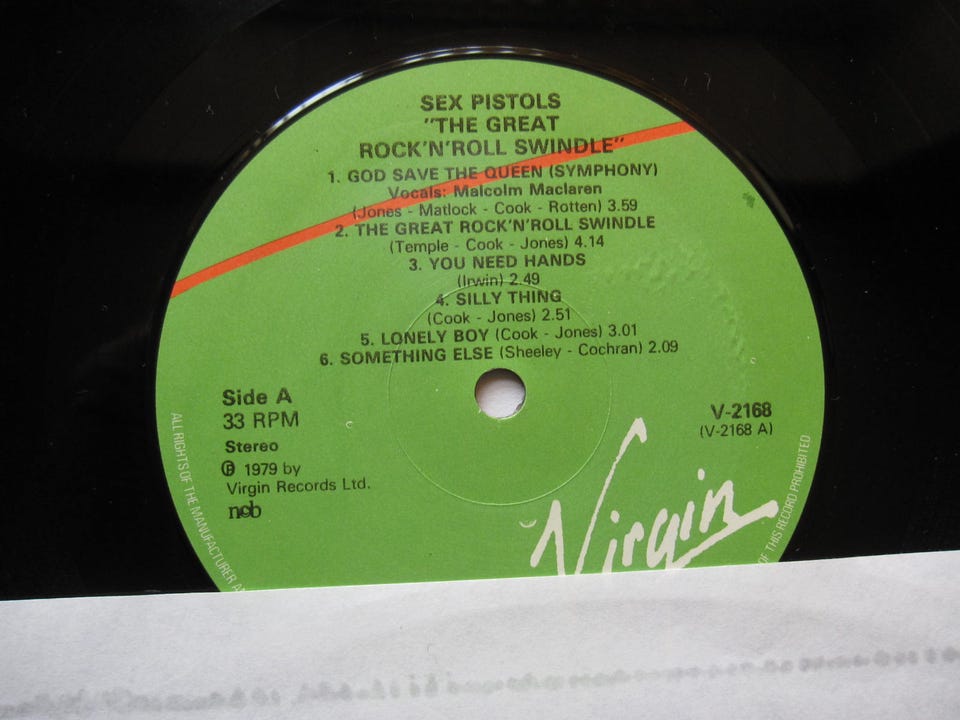 SEX PISTOLS
"THE GREAT
ROCK'N'ROLL SWINDLE"
1. GOD SAVE THE QUEEN (SYMPHONY)
Vocals: Malcolm Maclaren
(Jones - Matlock - Cook - Rotten) 3.59
2. THE GREAT ROCK'N'ROLL SWINDLE
(Temple - Cook - Jones) 4.14
3. YOU NEED HANDS
(Irwin) 2.49
4. SILLY THING
(Cook - Jones) 2.51
5. LONELY BOY (Cook - Jones) 3.01
6. SOMETHING ELSE (Sheeley - Cochran) 2.09
Side A
33 RPM
Stereo
℗ 1979 by
Virgin Records Ltd.
ncb
V-2168
(V-2168 A)
Virgin
ALL RIGHTS OF THE MANUFACTURER
OF THIS RECORD PROHIBITED